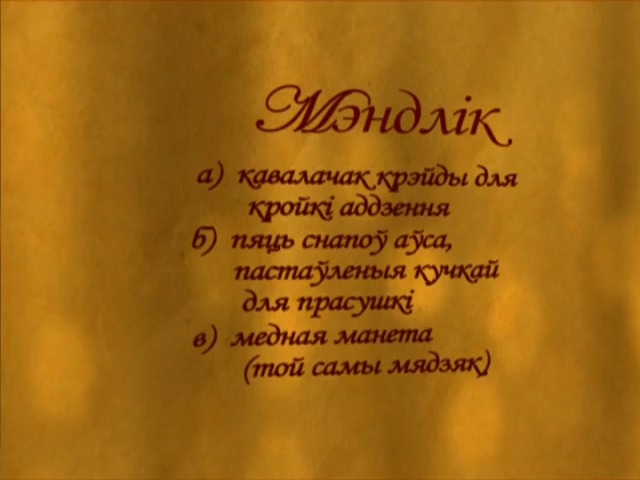 Мэндлік
а) кавалачак крэйды для
кройкі аддзення
б) пяць снапоў аўса,
пастаўленыя кучкай
для прасушкі
в) медная манета
(той самы мядзяк)